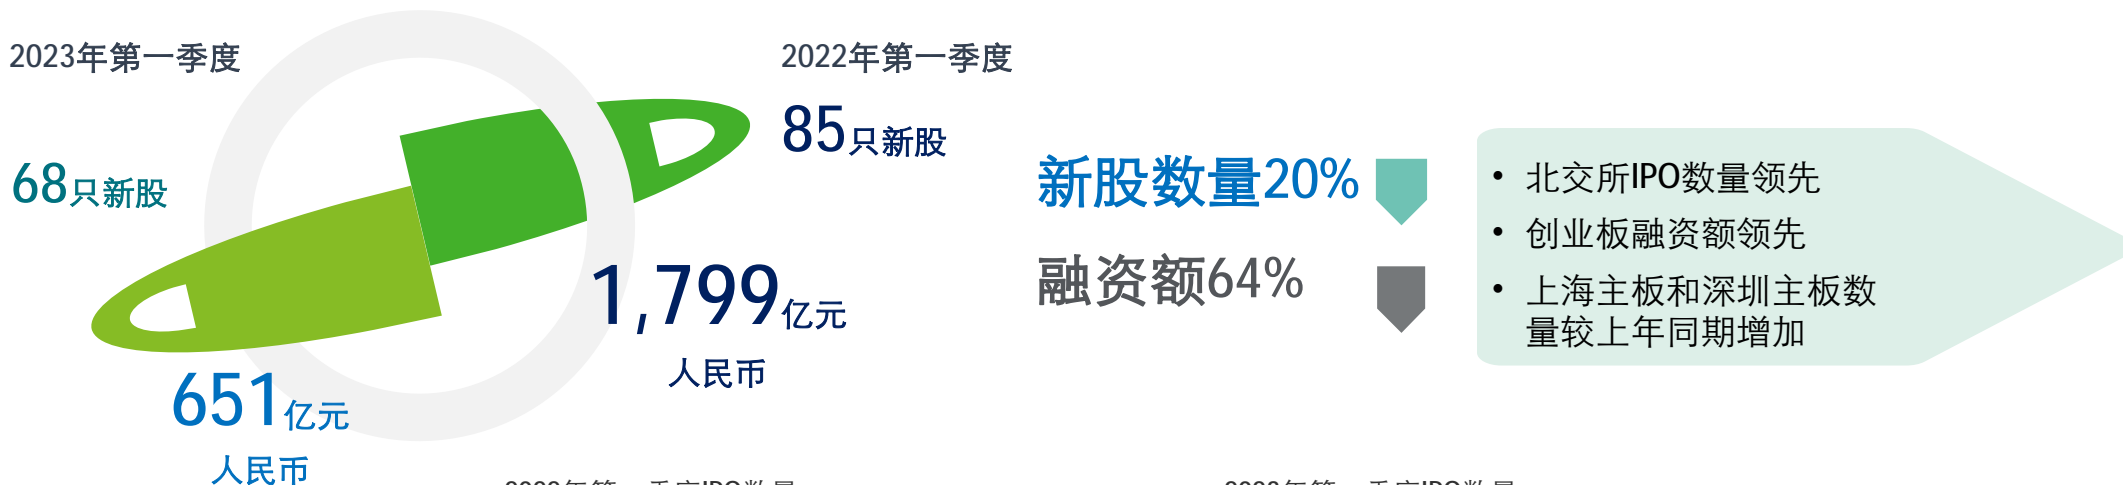 2023年第一季度
68只新股
651亿元
人民币
2022年第一季度
85只新股
1,799亿元
人民币
新股数量20%
融资额64%
• 北交所IPO数量领先
• 创业板融资额领先
• 上海主板和深圳主板数
量较上年同期增加